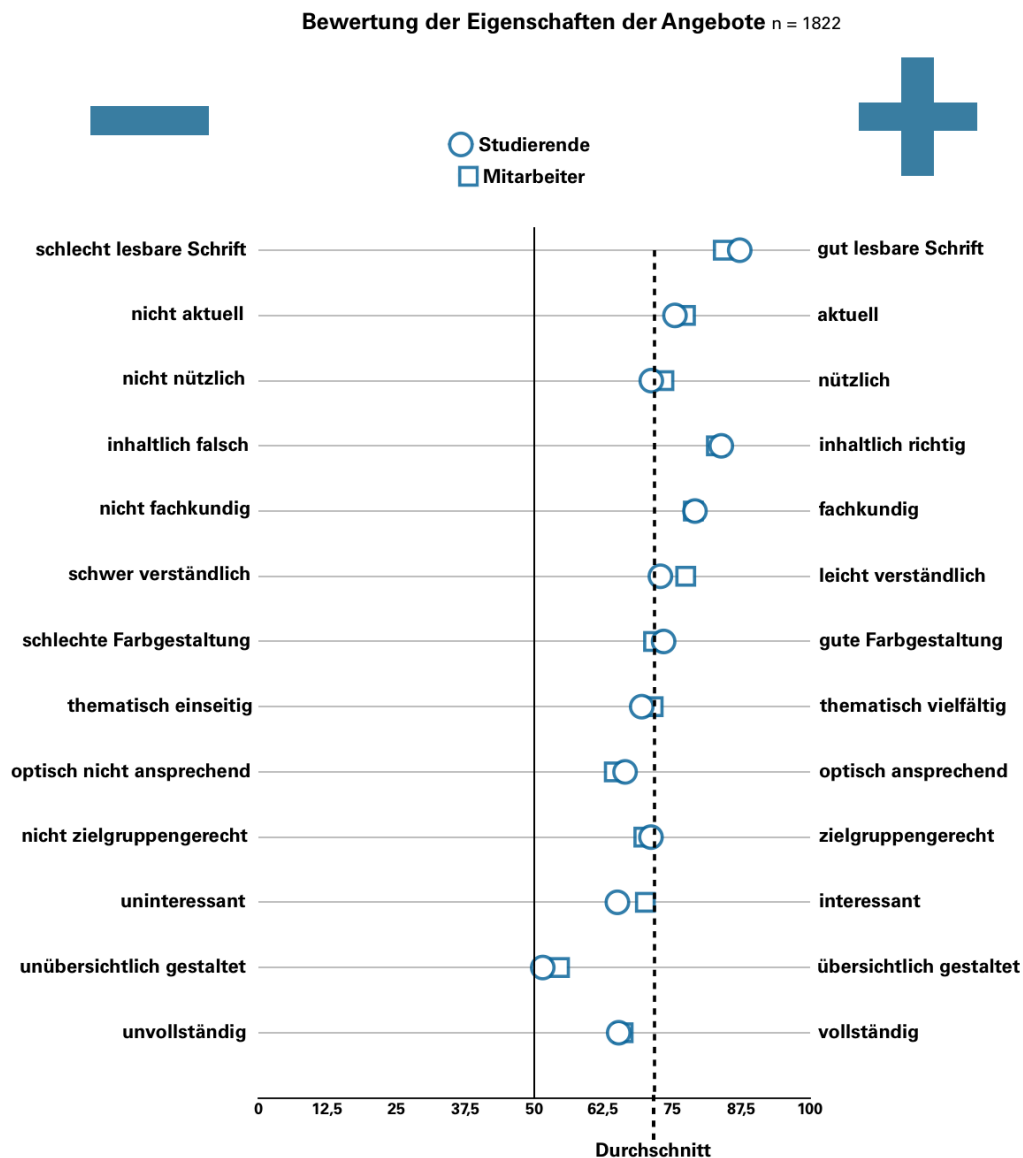 Bewertung der Eigenschaften der Angebote n = 1822
Studierende
Mitarbeiter
schlecht lesbare Schrift gut lesbare Schrift
nicht aktuell aktuell
nicht nützlich nützlich
inhaltlich falsch inhaltlich richtig
nicht fachkundig fachkundig
schwer verständlich leicht verständlich
schlechte Farbgestaltung gute Farbgestaltung
thematisch einseitig thematisch vielfältig
optisch nicht ansprechend optisch ansprechend
nicht zielgruppengerecht zielgruppengerecht
uninteressant interessant
unübersichtlich gestaltet übersichtlich gestaltet
unvollständig vollständig
0 12,5 25 37,5 50 62,5 75 87,5 100
Durchschnitt